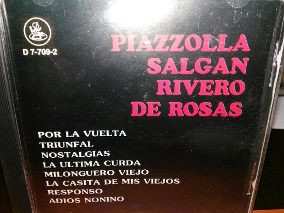 D 7-709-2
PIAZZOLLA
SALGAN
RIVERO
DE ROSAS
POR LA VUELTA
TRIUNFAL
NOSTALGIAS
LA ULTIMA CURDA
MILONGUERO VIEJO
LA CASITA DE MIS VIEJOS
RESPONSO
ADIOS NONINO